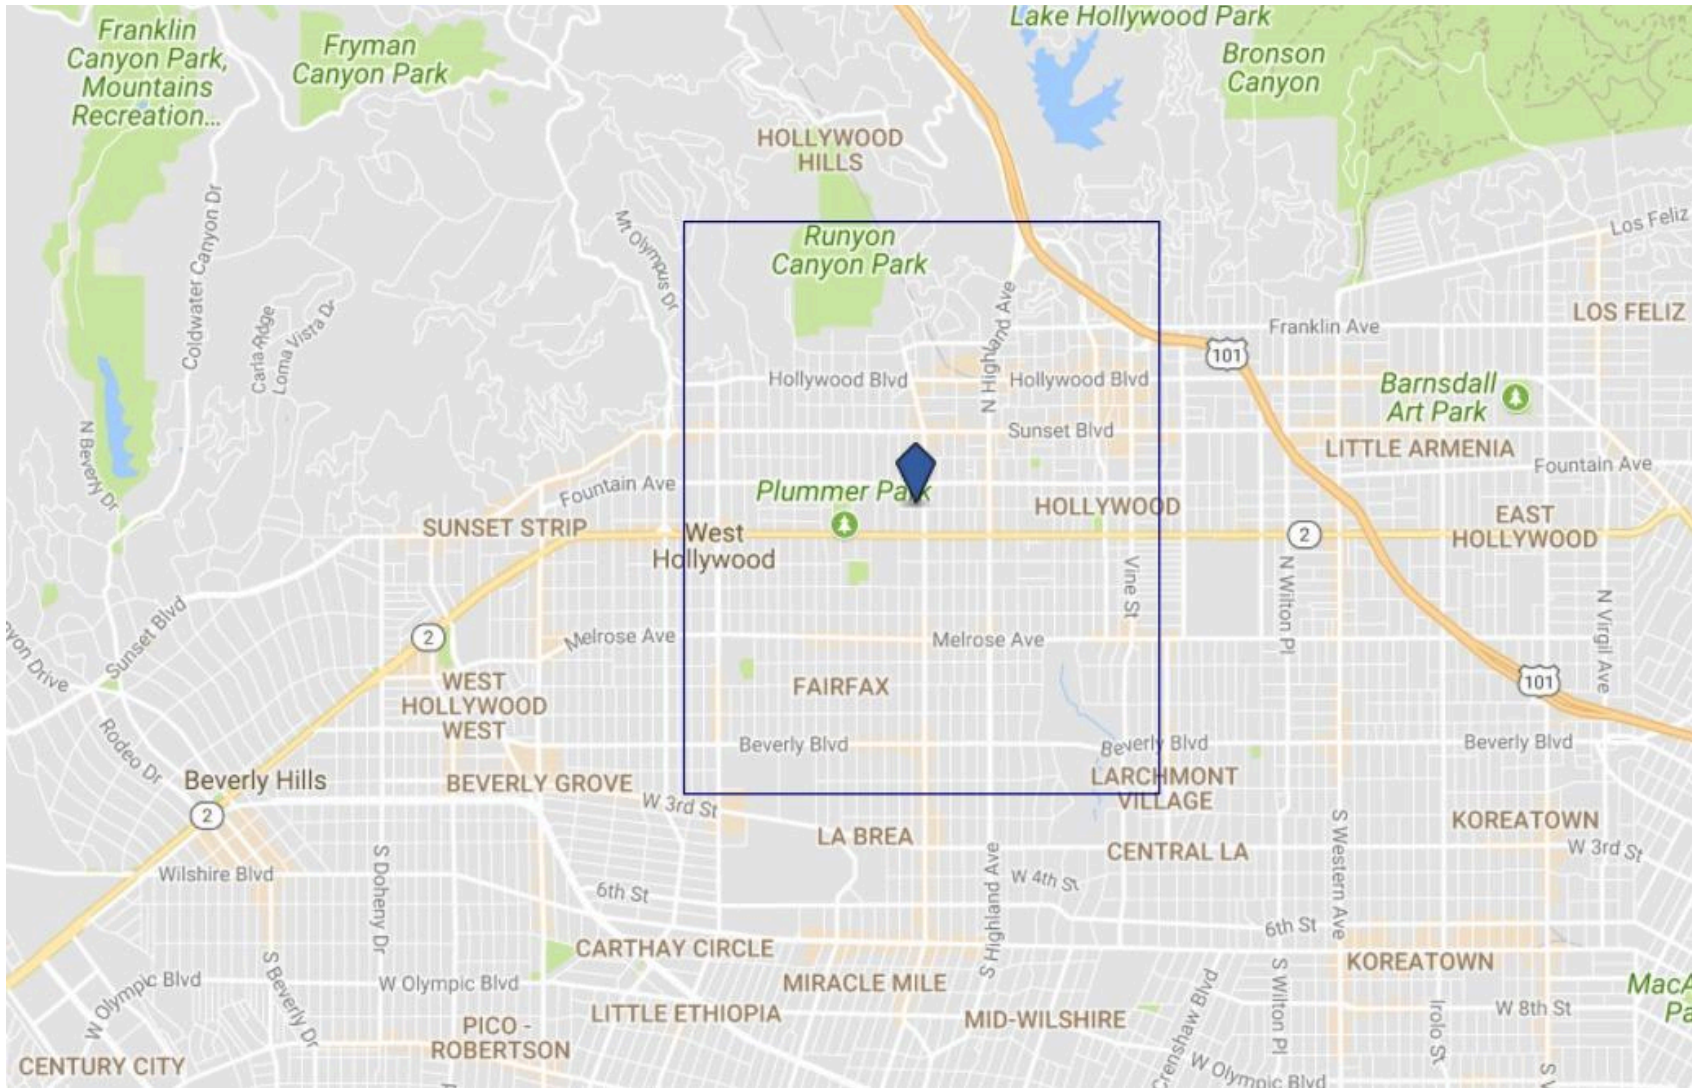 Lake Hollywood Park
Franklin
Canyon Park,
Mountains
Recreation...
Fryman
Canyon Park
Bronson
Canyon
HOLLYWOOD
HILLS
Coldwater Canyon Dr
Mt Olympus Dr
Los Feliz
Runyon
Canyon Park
N Highland Ave
Carla Ridge
Loma Vista Dr
LOS FELIZ
Franklin Ave
101
Hollywood Blvd
Hollywood Blvd
Barnsdall
Art Park
N Beverly Dr
Sunset Blvd
LITTLE ARMENIA
Fountain Ave
Fountain Ave
Plummer Park
HOLLYWOOD
SUNSET STRIP
West
Hollywood
2
EAST
HOLLYWOOD
Vine St
N Wilton Pl
N Virgil Ave
Sunset Blvd
2
Melrose Ave
Melrose Ave
yon Drive
WEST
HOLLYWOOD
WEST
FAIRFAX
101
Rodeo Dr
Beverly Blvd
Beverly Blvd
Beverly Blvd
Beverly Hills
BEVERLY GROVE
LARCHMONT
VILLAGE
W 3rd St
2
LA BREA
KOREATOWN
S Western Ave
CENTRAL LA
W 3rd St
Wilshire Blvd
S Doheny Dr
6th St
S Highland Ave
W 4th St
6th St
CARTHAY CIRCLE
KOREATOWN
W Olympic Blvd
S Beverly Dr
W Olympic Blvd
MIRACLE MILE
S Wilton Pl
MacA
Pa
LITTLE ETHIOPIA
MID-WILSHIRE
Crenshaw Blvd
Irolo St
W 8th St
PICO -
ROBERTSON
CENTURY CITY
W Olympic Blvd
S